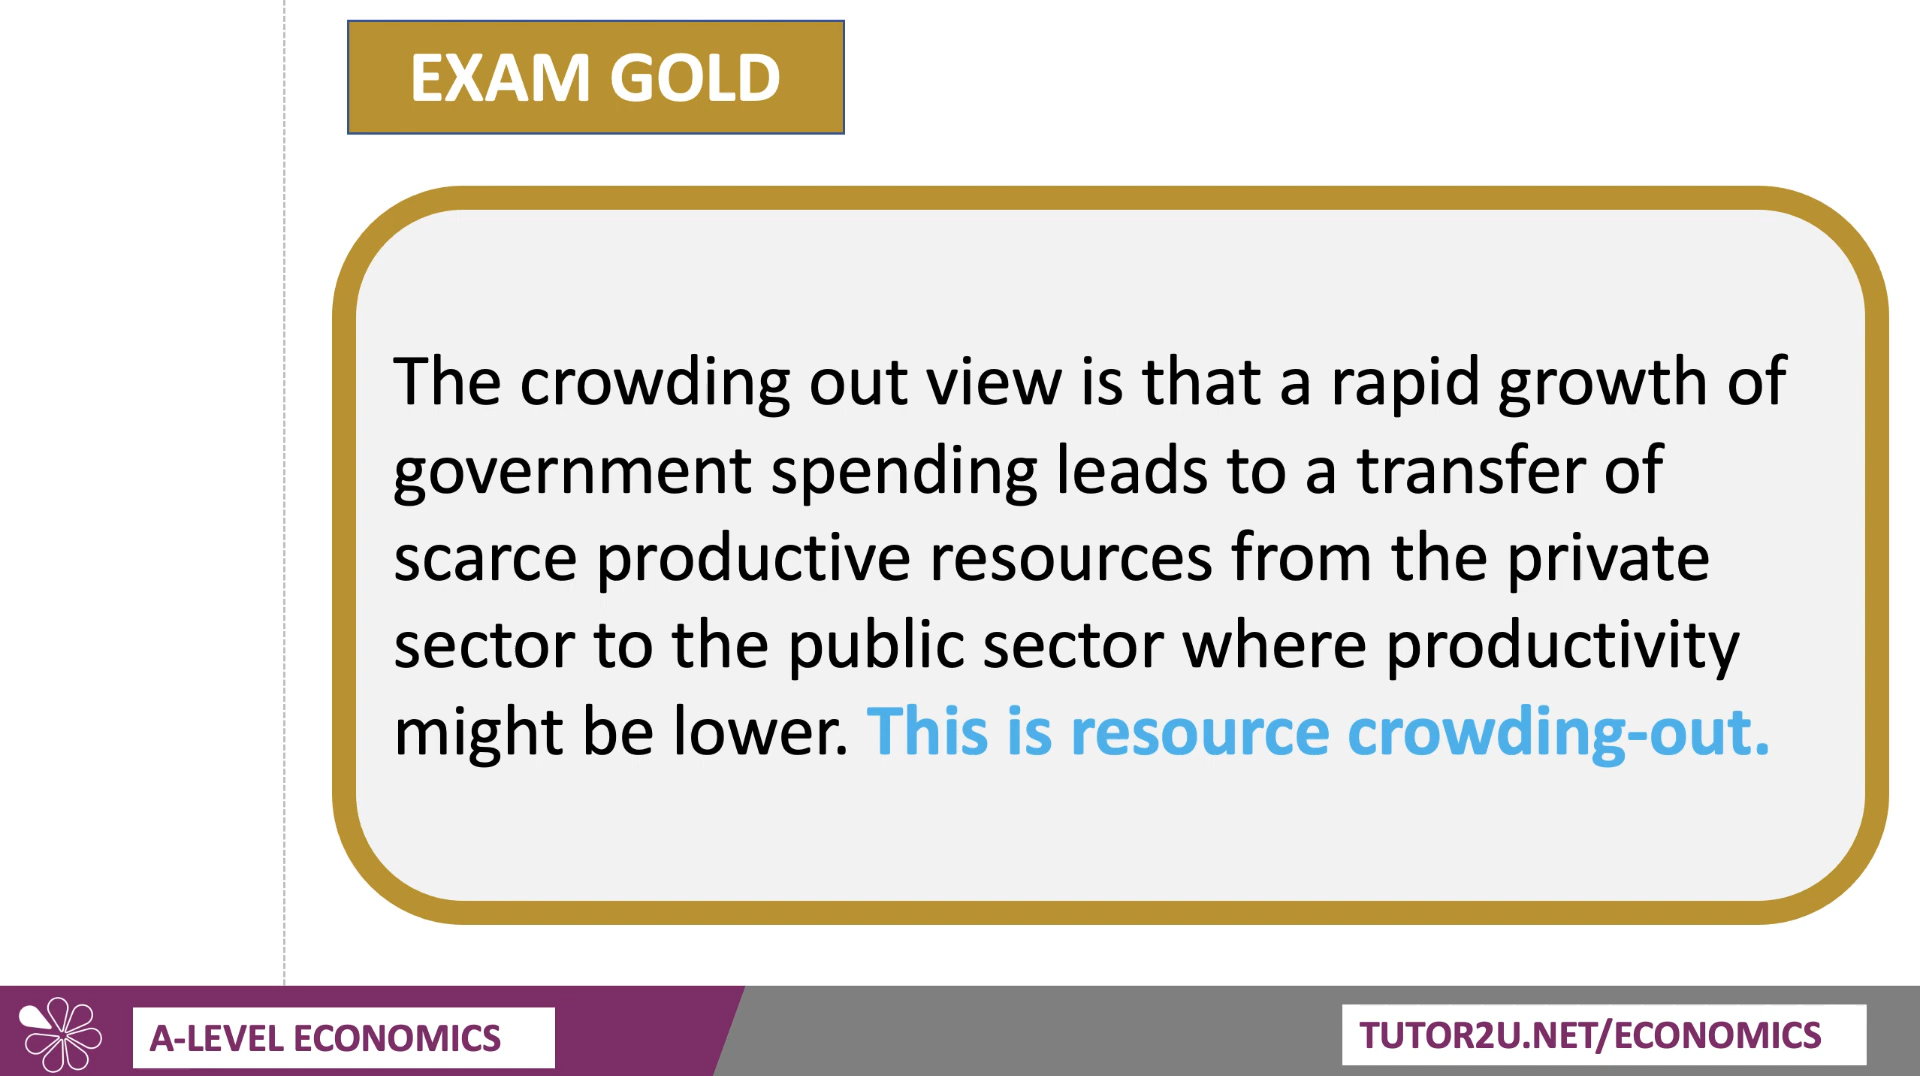 EXAM GOLD
The crowding out view is that a rapid growth of
government spending leads to a transfer of
scarce productive resources from the private
sector to the public sector where productivity
might be lower. This is resource crowding-out.
A-LEVEL ECONOMICS
TUTOR2U.NET/ECONOMICS